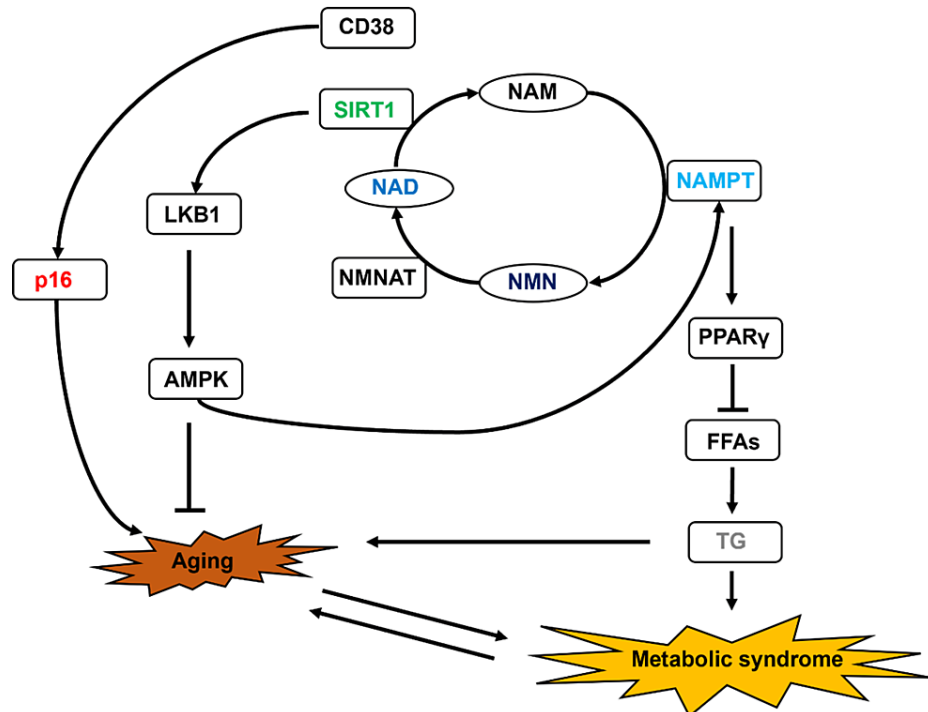 CD38
NAM
SIRT1
NAMPT
NAD
LKB1
p16
NMNAT
NMN
PPARγ
AMPK
FFAs
TG
Aging
Metabolic syndrome